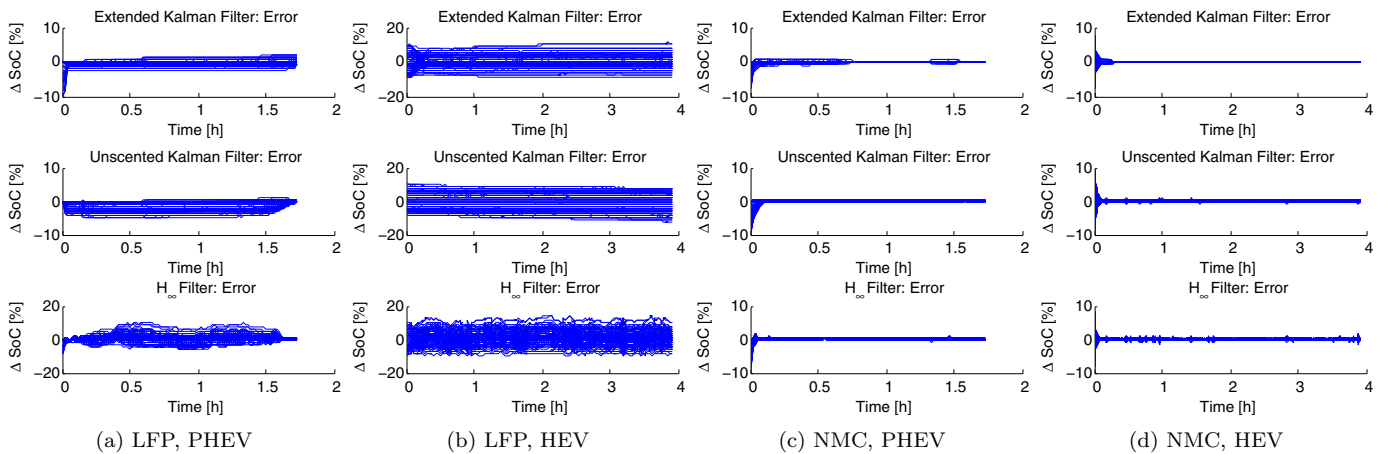 Extended Kalman Filter: Error
10
0
−10
Δ SoC [%]
0 0.5 1 1.5 2
Time [h]
Unscented Kalman Filter: Error
10
0
−10
Δ SoC [%]
0 0.5 1 1.5 2
Time [h]
H∞ Filter: Error
20
0
−20
Δ SoC [%]
0 0.5 1 1.5 2
Time [h]
(a) LFP, PHEV
Extended Kalman Filter: Error
20
0
−20
Δ SoC [%]
0 1 2 3 4
Time [h]
Unscented Kalman Filter: Error
20
0
−20
Δ SoC [%]
0 1 2 3 4
Time [h]
H∞ Filter: Error
20
0
−20
Δ SoC [%]
0 1 2 3 4
Time [h]
(b) LFP, HEV
Extended Kalman Filter: Error
10
0
−10
Δ SoC [%]
0 0.5 1 1.5 2
Time [h]
Unscented Kalman Filter: Error
10
0
−10
Δ SoC [%]
0 0.5 1 1.5 2
Time [h]
H∞ Filter: Error
10
0
−10
Δ SoC [%]
0 0.5 1 1.5 2
Time [h]
(c) NMC, PHEV
Extended Kalman Filter: Error
10
0
−10
Δ SoC [%]
0 1 2 3 4
Time [h]
Unscented Kalman Filter: Error
10
0
−10
Δ SoC [%]
0 1 2 3 4
Time [h]
H∞ Filter: Error
10
0
−10
Δ SoC [%]
0 1 2 3 4
Time [h]
(d) NMC, HEV